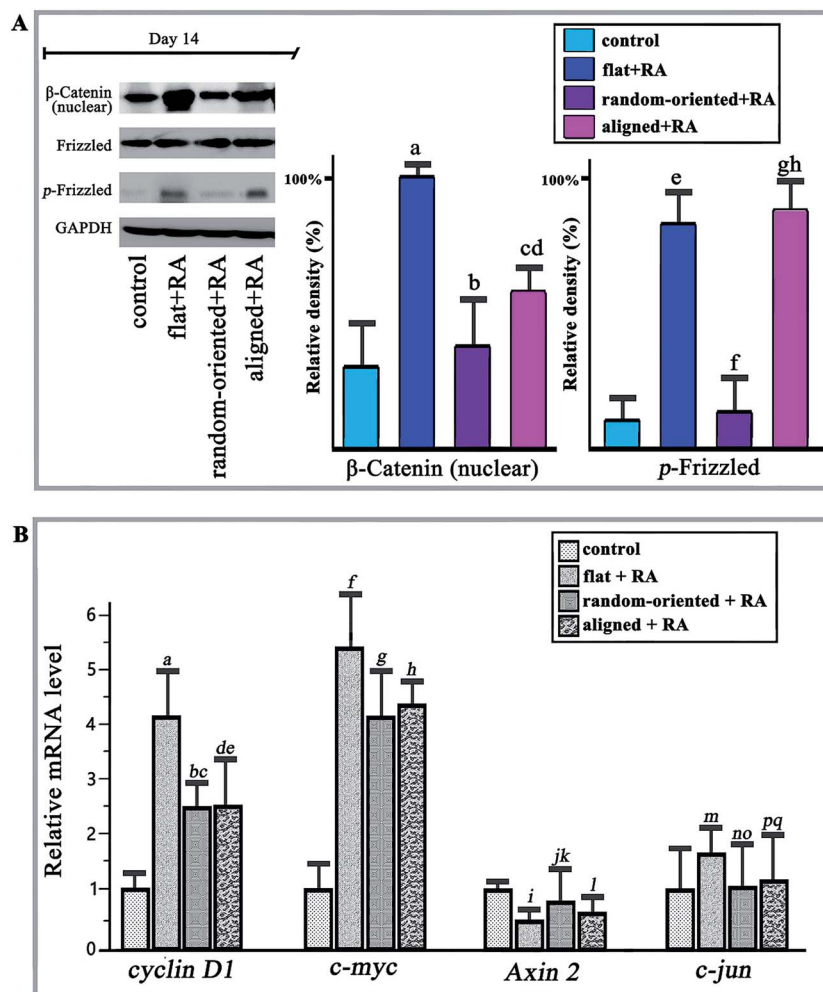 A
Day 14
β-Catenin
(nuclear)
Frizzled
p-Frizzled
GAPDH
control
flat+RA
random-oriented+RA
aligned+RA
control
flat+RA
random-oriented+RA
aligned+RA
Relative density (%)
100%
a
b
cd
β-Catenin (nuclear)
Relative density (%)
100%
e
f
gh
p-Frizzled
B
control
flat + RA
random-oriented + RA
aligned + RA
Relative mRNA level
6
5
4
3
2
1
0
a
bc
de
f
g
h
i
jk
l
m
no
pq
cyclin D1
c-myc
Axin 2
c-jun